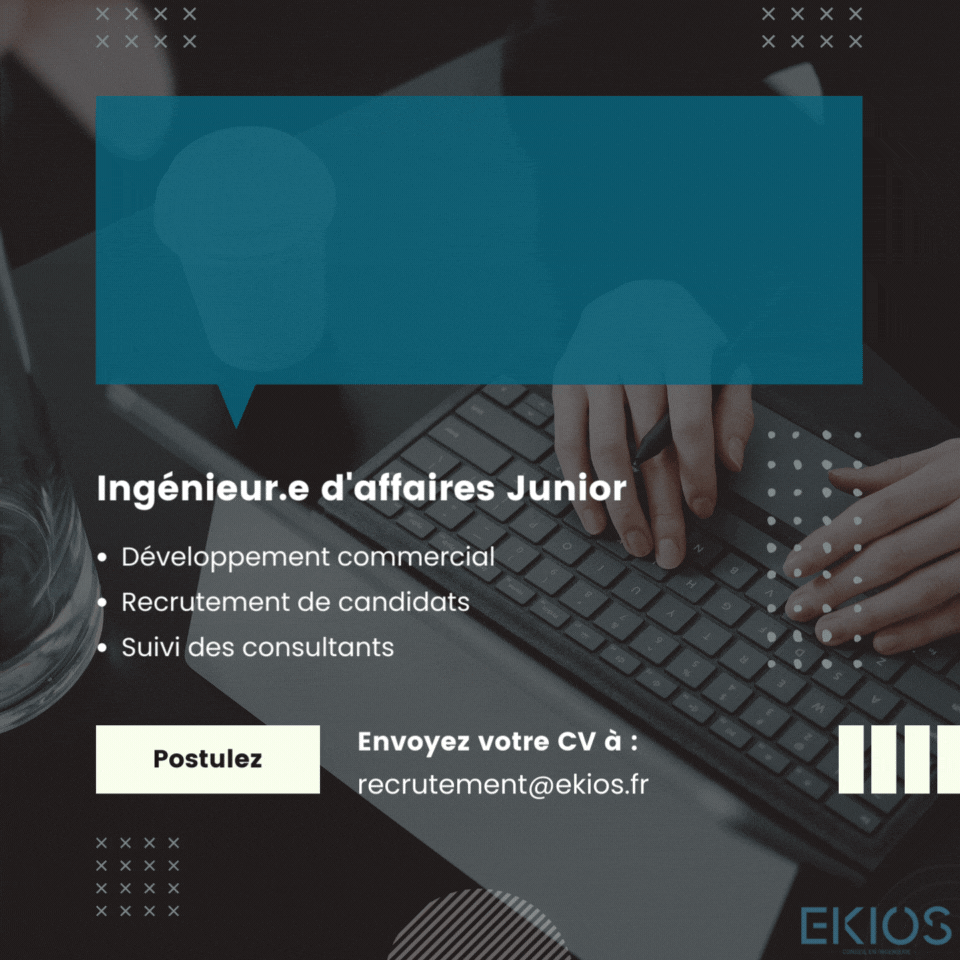 Ingénieur.e d'affaires Junior
• Développement commercial
• Recrutement de candidats
• Suivi des consultants
Postulez
Envoyez votre CV à :
recrutement@ekios.fr
EKIOS